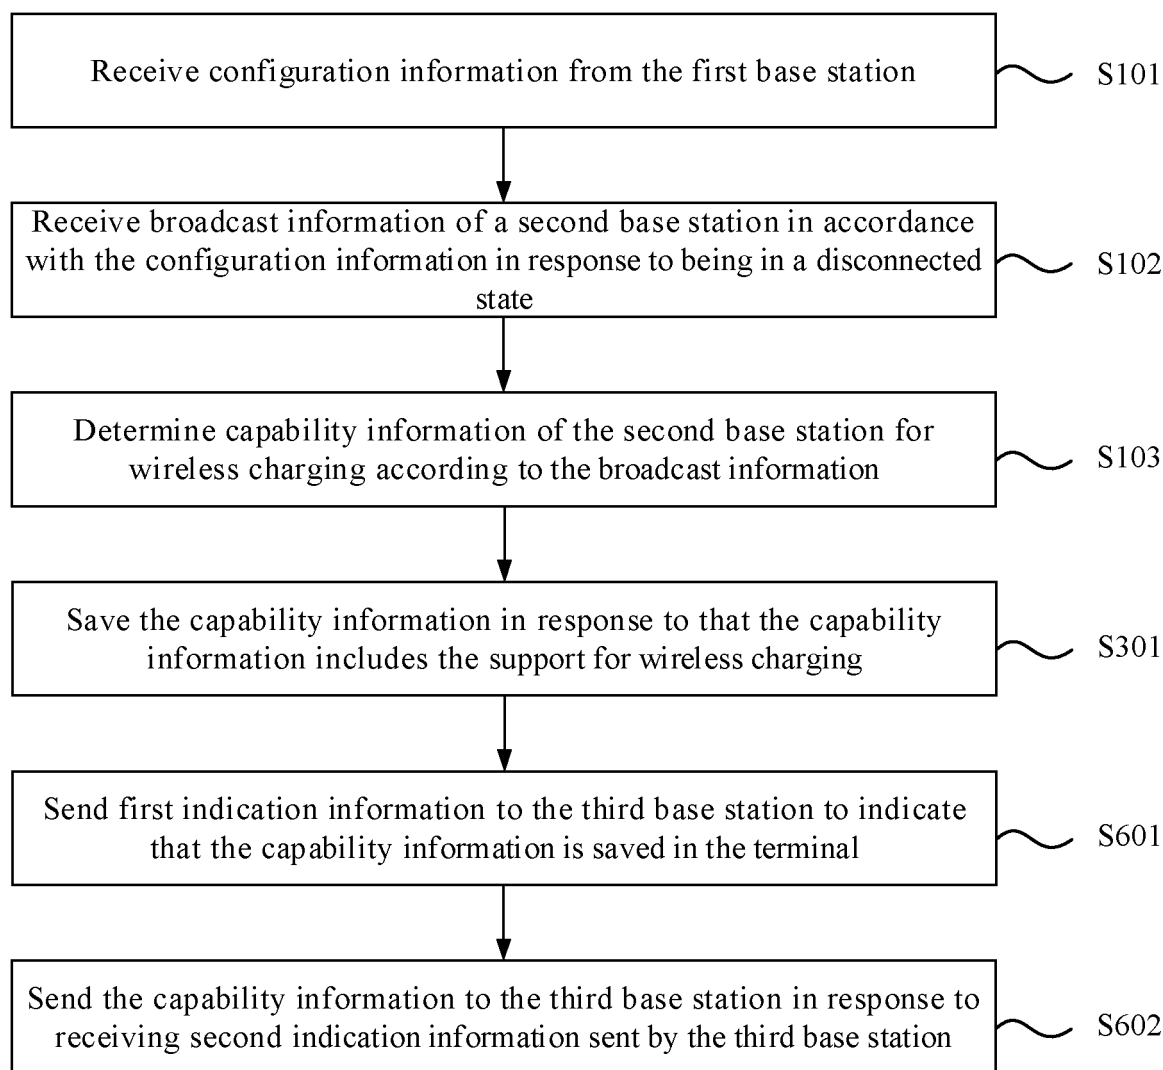 Receive configuration information from the first base station
S101
Receive broadcast information of a second base station in accordance
with the configuration information in response to being in a disconnected
state
S102
Determine capability information of the second base station for
wireless charging according to the broadcast information
S103
Save the capability information in response to that the capability
information includes the support for wireless charging
S301
Send first indication information to the third base station to indicate
that the capability information is saved in the terminal
S601
Send the capability information to the third base station in response to
receiving second indication information sent by the third base station
S602